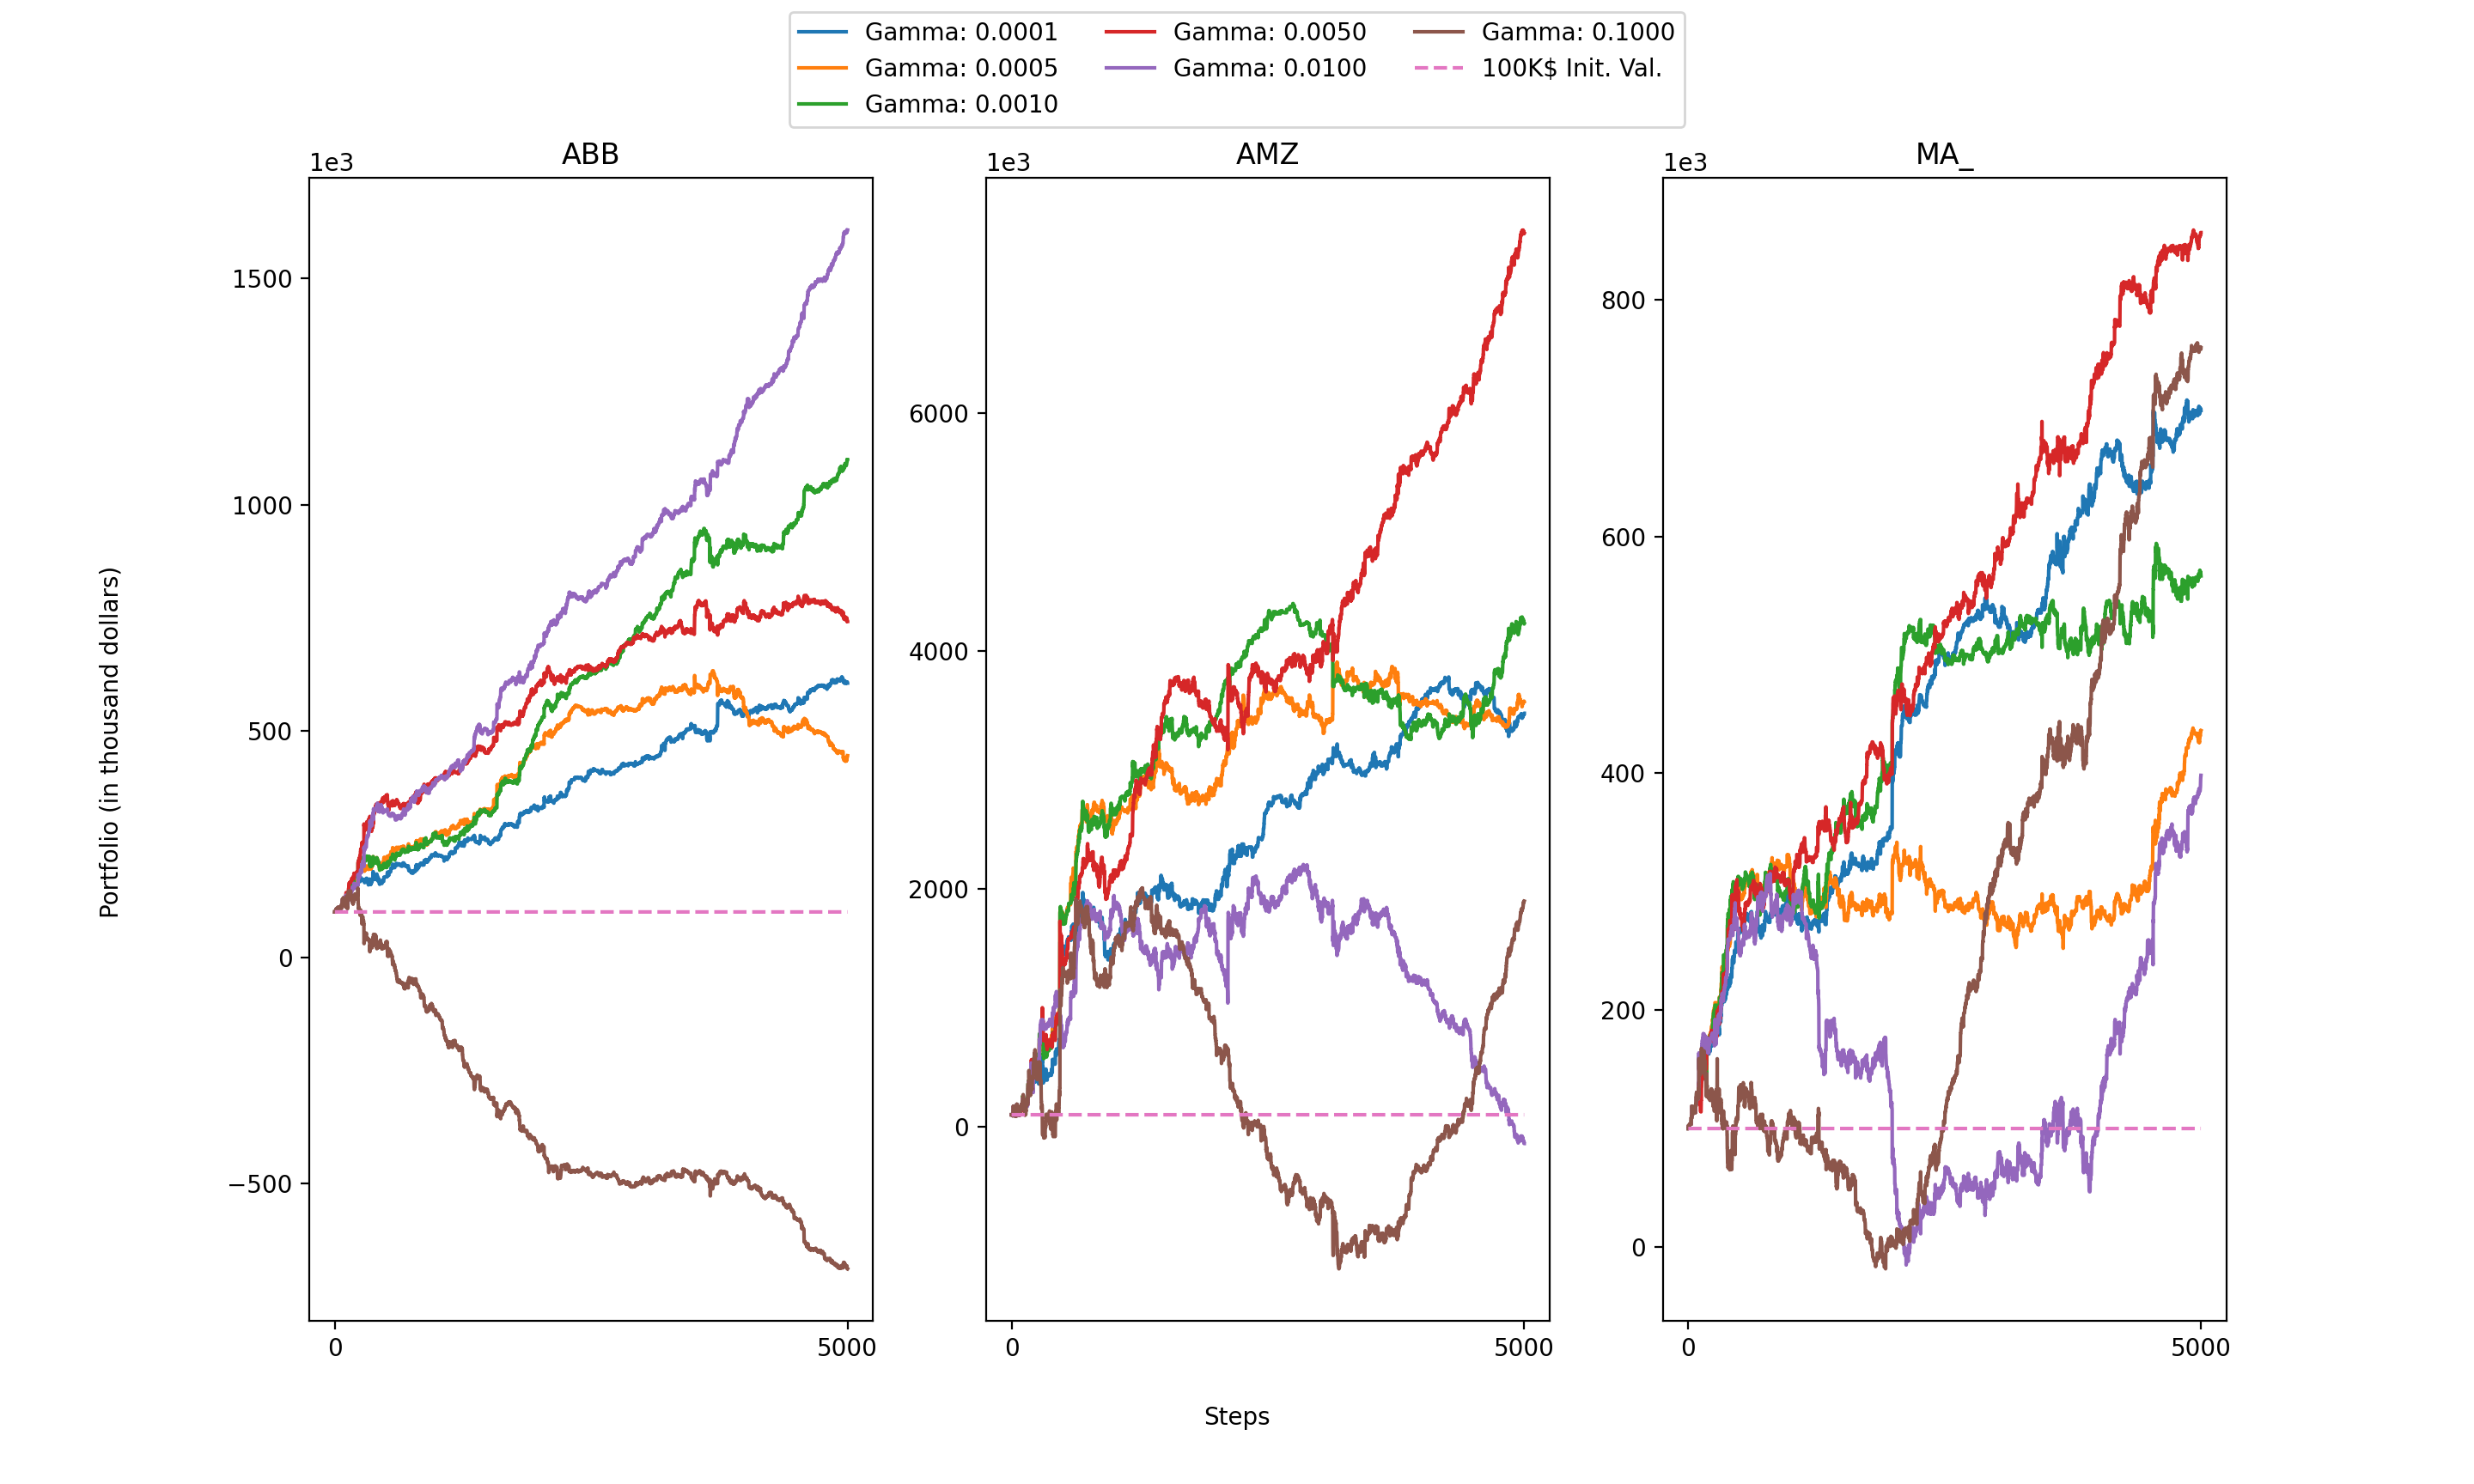 Gamma: 0.0001
Gamma: 0.0005
Gamma: 0.0010
Gamma: 0.0050
Gamma: 0.0100
Gamma: 0.1000
100K$ Init. Val.
ABB
1e3
1500
1000
500
0
−500
0 5000
AMZ
1e3
6000
4000
2000
0
0 5000
MA_
1e3
800
600
400
200
0
0 5000
Portfolio (in thousand dollars)
Steps